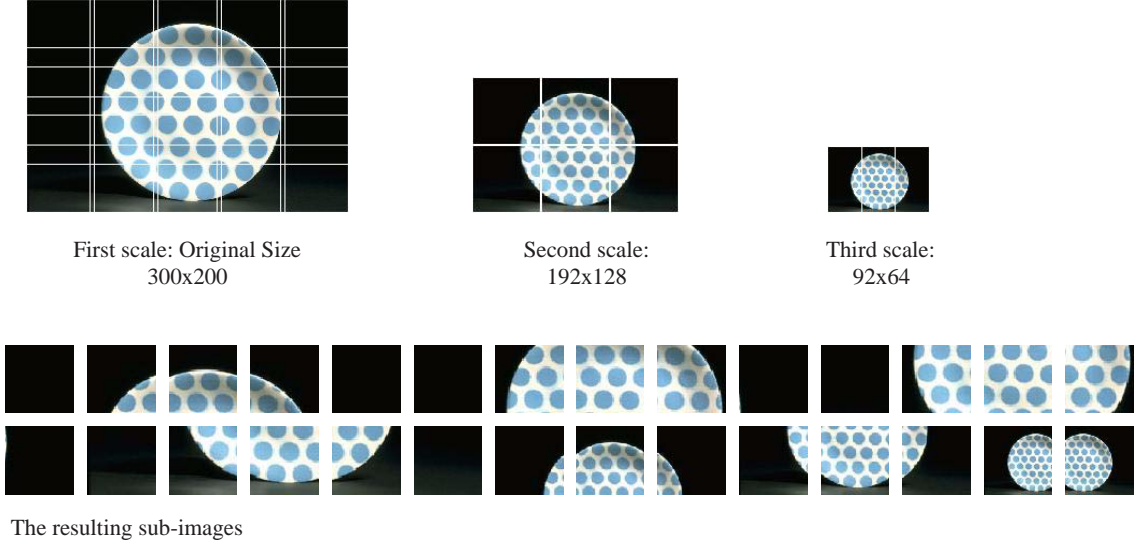 First scale: Original Size
300x200
Second scale:
192x128
Third scale:
92x64
The resulting sub-images